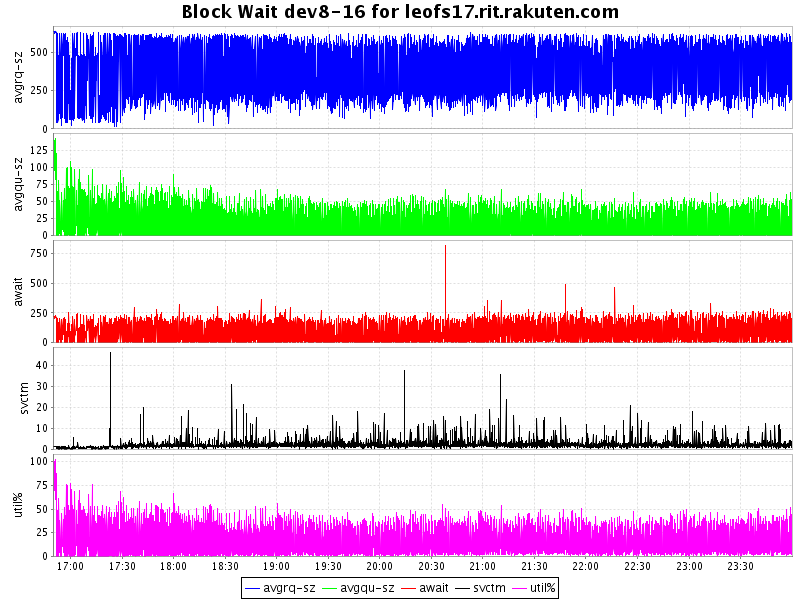 Block Wait dev8-16 for leofs17.rit.rakuten.com
avgrq-sz
500
250
0
avgqu-sz
125
100
75
50
25
0
await
750
500
250
0
svctm
40
30
20
10
0
util%
100
75
50
25
0
17:00 17:30 18:00 18:30 19:00 19:30 20:00 20:30 21:00 21:30 22:00 22:30 23:00 23:30
avgrq-sz avgqu-sz await svctm util%